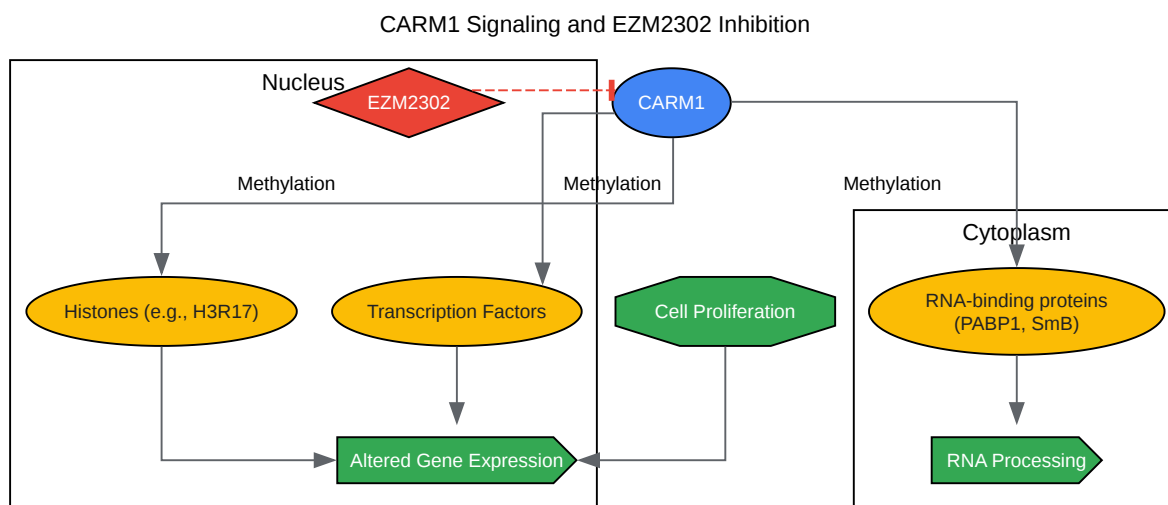 CARM1 Signaling and EZM2302 Inhibition
Nucleus
EZM2302
CARM1
Methylation
Methylation
Methylation
Cytoplasm
Histones (e.g., H3R17)
Transcription Factors
Cell Proliferation
RNA-binding proteins
(PABP1, SmB)
Altered Gene Expression
RNA Processing